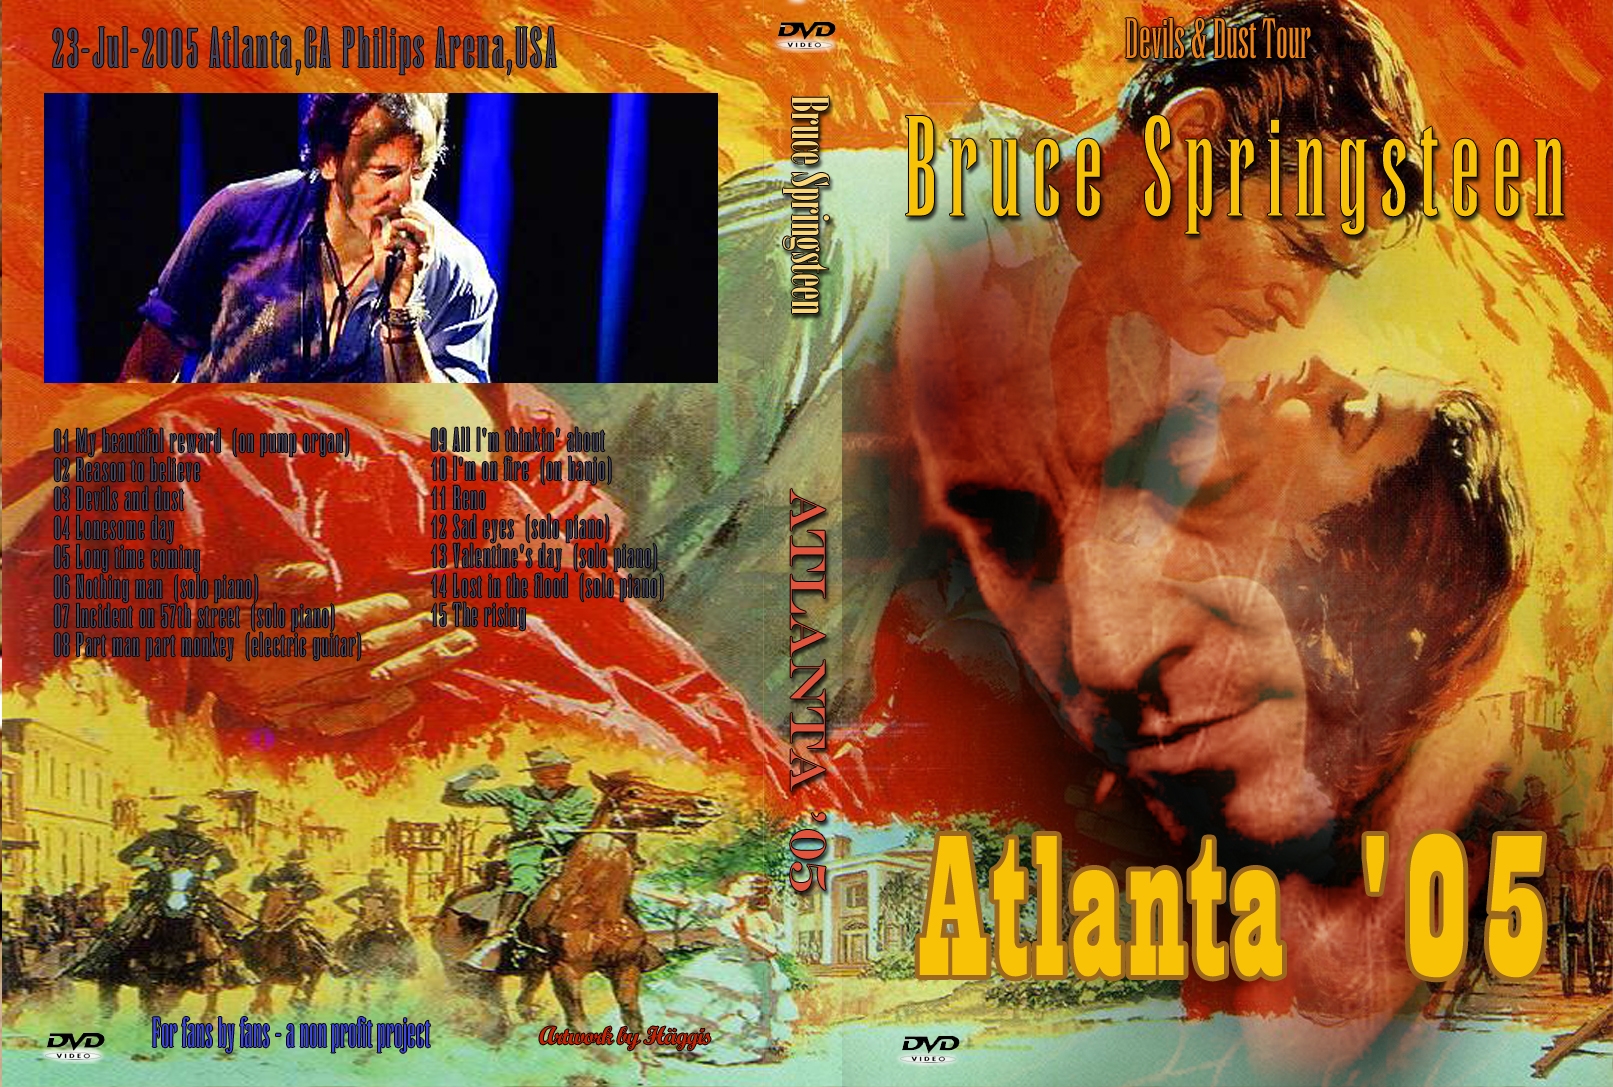 23-Jul-2005 Atlanta,GA Philips Arena,USA
01 My beautiful reward (on pump organ)
02 Reason to believe
03 Devils and dust
04 Lonesome day
05 Long time coming
06 Nothing man (solo piano)
07 Incident on 57th street (solo piano)
08 Part man part monkey (electric guitar)
09 All I'm thinkin' about
10 I'm on fire (on banjo)
11 Reno
12 Sad eyes (solo piano)
13 Valentine's day (solo piano)
14 Lost in the flood (solo piano)
15 The rising
DVD
VIDEO
For fans by fans - a non profit project
Artwork by Häggis
DVD
VIDEO
Bruce Springsteen
ATLANTA '05
Devils & Dust Tour
Bruce Springsteen
Atlanta '05
DVD
VIDEO